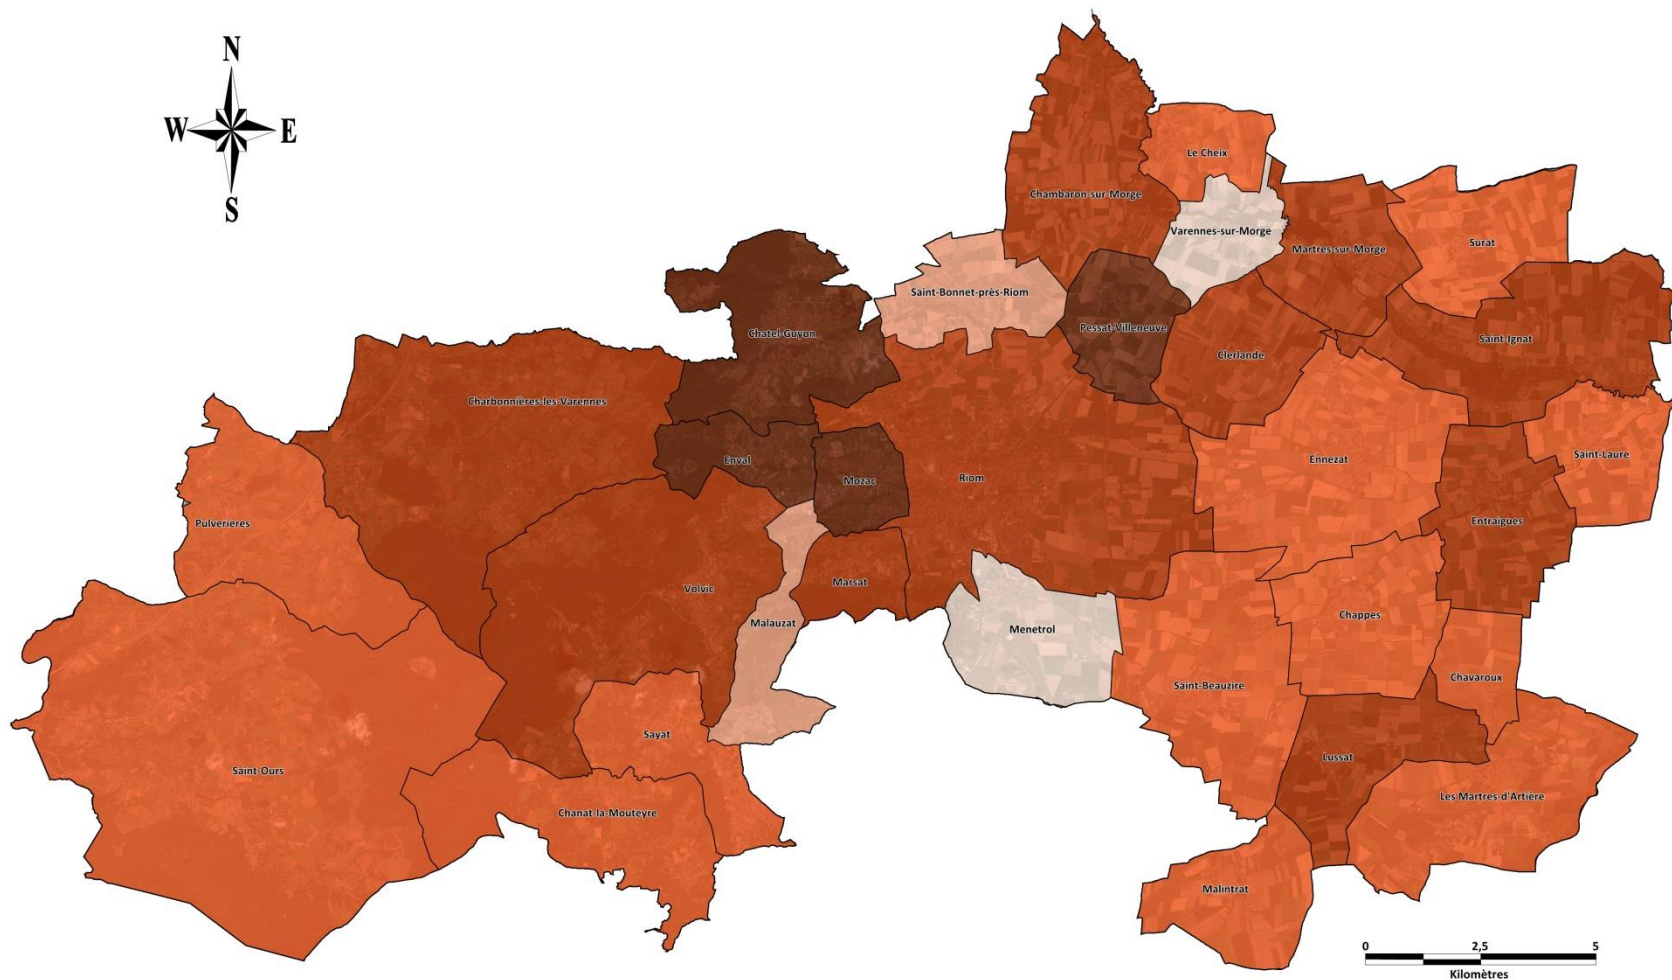 N
W E
S
Le Cheix
Chambaron-sur-Morge
Varennes-sur-Morge
Martres-sur-Morge
Surat
Saint-Bonnet-près-Riom
Pessat-Villeneuve
Chatel-Guyon
Clerlande
Saint-Ignat
Charbonnières-les-Varennes
Enval
Mozac
Riom
Ennezat
Saint-Laure
Pulverieres
Entraigues
Volvic
Marsat
Malauzat
Menetrol
Chappes
Saint-Beauzire
Chavaroux
Sayat
Saint-Ours
Lussat
Les Martres-d'Artière
Chanat-la-Mouteyre
Malintrat
0 2,5 5
Kilomètres